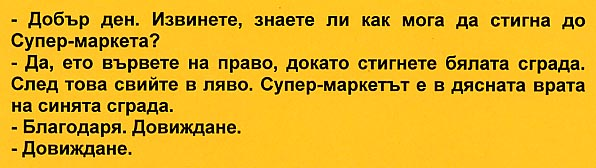 - Добър ден. Извинете, знаете ли как мога да стигна до
Супер-маркета?
- Да, ето вървете на право, докато стигнете бялата сграда.
След това свийте в ляво. Супер-маркетът е в дясната врата
на синята сграда.
- Благодаря. Довиждане.
- Довиждане.